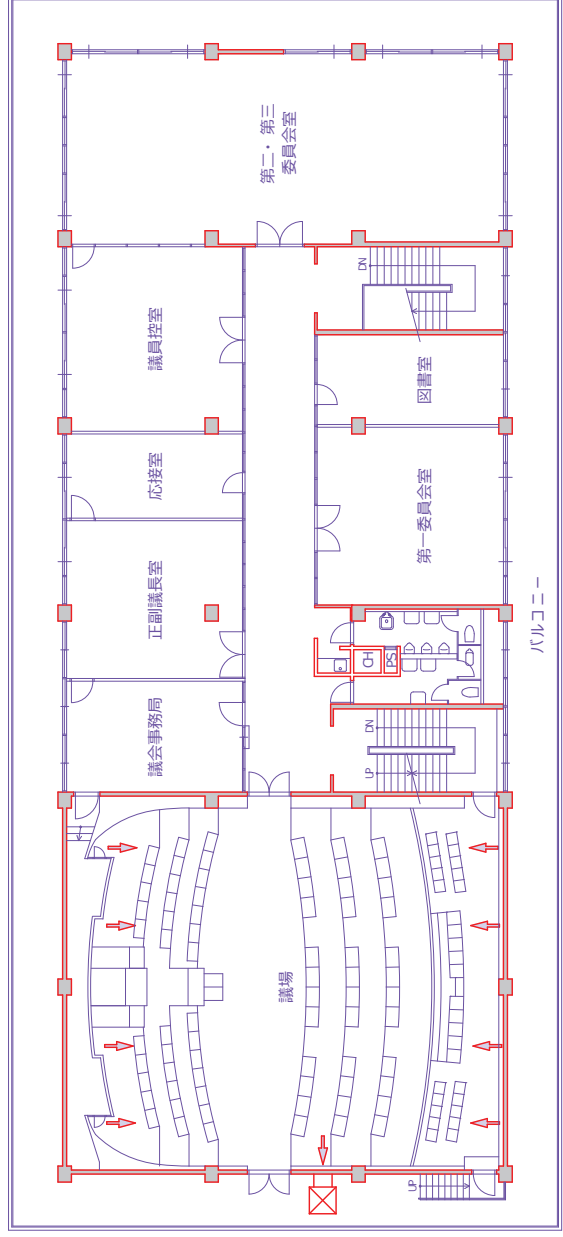 第二・第三
委員会室
DN
議員控室
図書室
応接室
第一委員会室
正副議長室
バルコニー
CH
PS
議会事務局
DN
UP
議場
UP